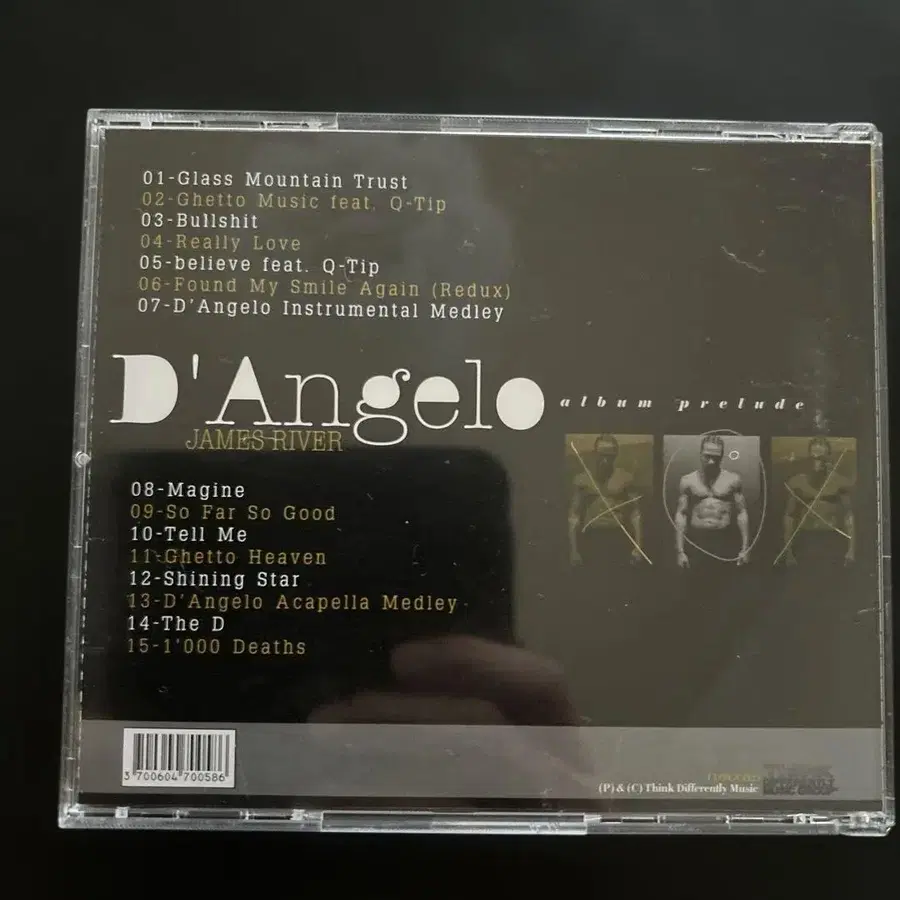 01-Glass Mountain Trust
02-Ghetto Music feat. Q-Tip
03-Bullshit
04-Really Love
05-believe feat. Q-Tip
06-Found My Smile Again (Redux)
07-D'Angelo Instrumental Medley
D'Angelo
album prelude
JAMES RIVER
08-Magine
09-So Far So Good
10-Tell Me
11-Ghetto Heaven
12-Shining Star
13-D'Angelo Acapella Medley
14-The D
15-1'000 Deaths
3 700604 700586
(P) & (C) Think Differently Music